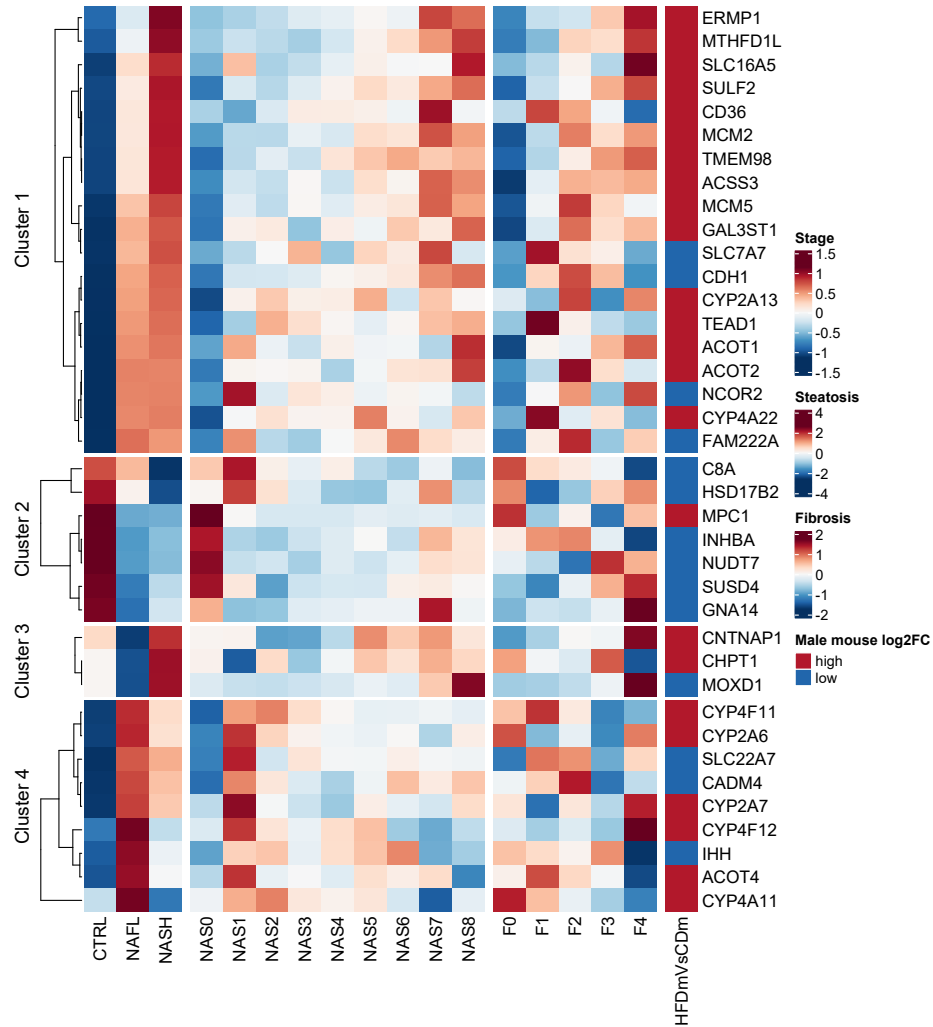 Cluster 1
ERMP1
MTHFD1L
SLC16A5
SULF2
CD36
MCM2
TMEM98
ACSS3
MCM5
GAL3ST1
SLC7A7
CDH1
CYP2A13
TEAD1
ACOT1
ACOT2
NCOR2
CYP4A22
FAM222A
Cluster 2
C8A
HSD17B2
MPC1
INHBA
NUDT7
SUSD4
GNA14
Cluster 3
CNTNAP1
CHPT1
MOXD1
Cluster 4
CYP4F11
CYP2A6
SLC22A7
CADM4
CYP2A7
CYP4F12
IHH
ACOT4
CYP4A11
CTRL NAFL NASH NAS0 NAS1 NAS2 NAS3 NAS4 NAS5 NAS6 NAS7 NAS8 F0 F1 F2 F3 F4 HFDmVsCDm
Stage
1.5
1
0.5
0
-0.5
-1
-1.5
Steatosis
4
2
0
-2
-4
Fibrosis
2
1
0
-1
-2
Male mouse log2FC
high
low